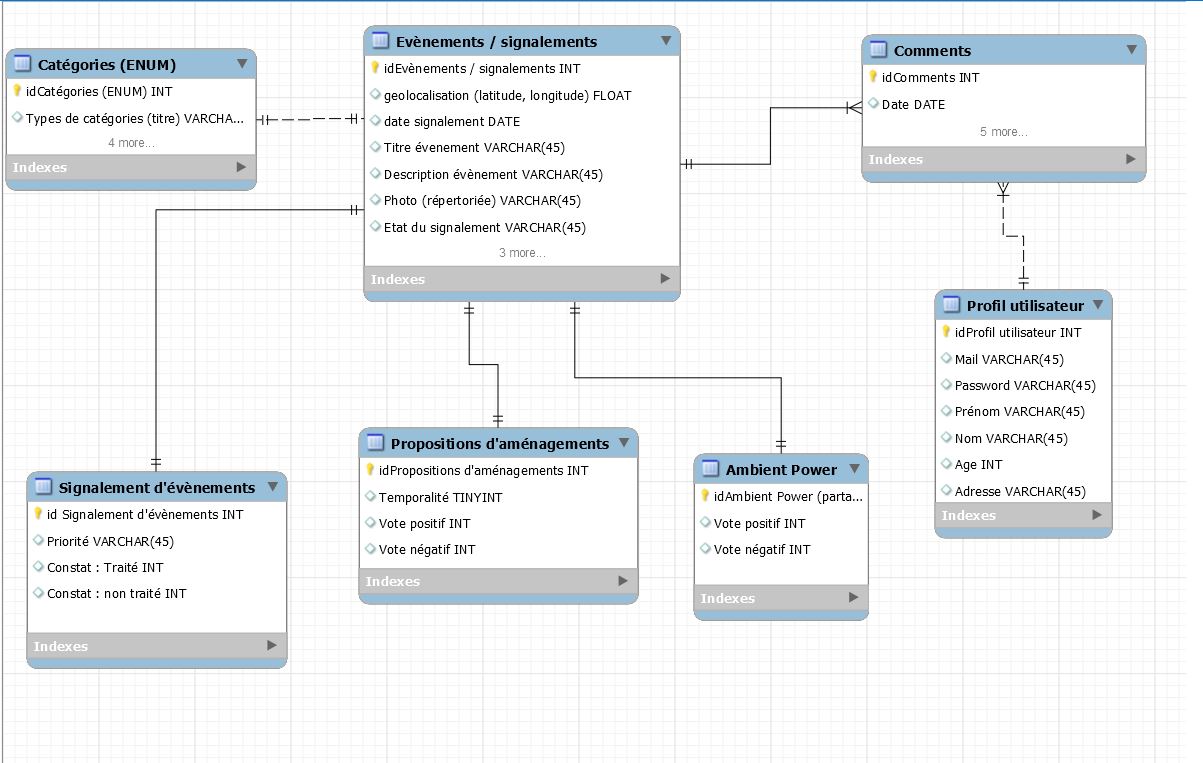 Catégories (ENUM)
idCatégories (ENUM) INT
Types de catégories (titre) VARCHA...
4 more...
Indexes
Evènements / signalements
idEvènements / signalements INT
geolocalisation (latitude, longitude) FLOAT
date signalement DATE
Titre évenement VARCHAR(45)
Description évènement VARCHAR(45)
Photo (répertoriée) VARCHAR(45)
Etat du signalement VARCHAR(45)
3 more...
Indexes
Comments
idComments INT
Date DATE
5 more...
Indexes
Profil utilisateur
idProfil utilisateur INT
Mail VARCHAR(45)
Password VARCHAR(45)
Prénom VARCHAR(45)
Nom VARCHAR(45)
Age INT
Adresse VARCHAR(45)
Indexes
Signalement d'évènements
id Signalement d'évènements INT
Priorité VARCHAR(45)
Constat : Traité INT
Constat : non traité INT
Indexes
Propositions d'aménagements
idPropositions d'aménagements INT
Temporalité TINYINT
Vote positif INT
Vote négatif INT
Indexes
Ambient Power
idAmbient Power (parta...
Vote positif INT
Vote négatif INT
Indexes